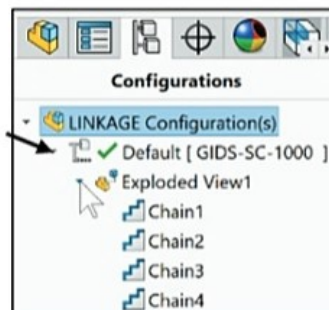 Configurations
LINKAGE Configuration(s)
Default [ GIDS-SC-1000 ]
Exploded View1
Chain1
Chain2
Chain3
Chain4